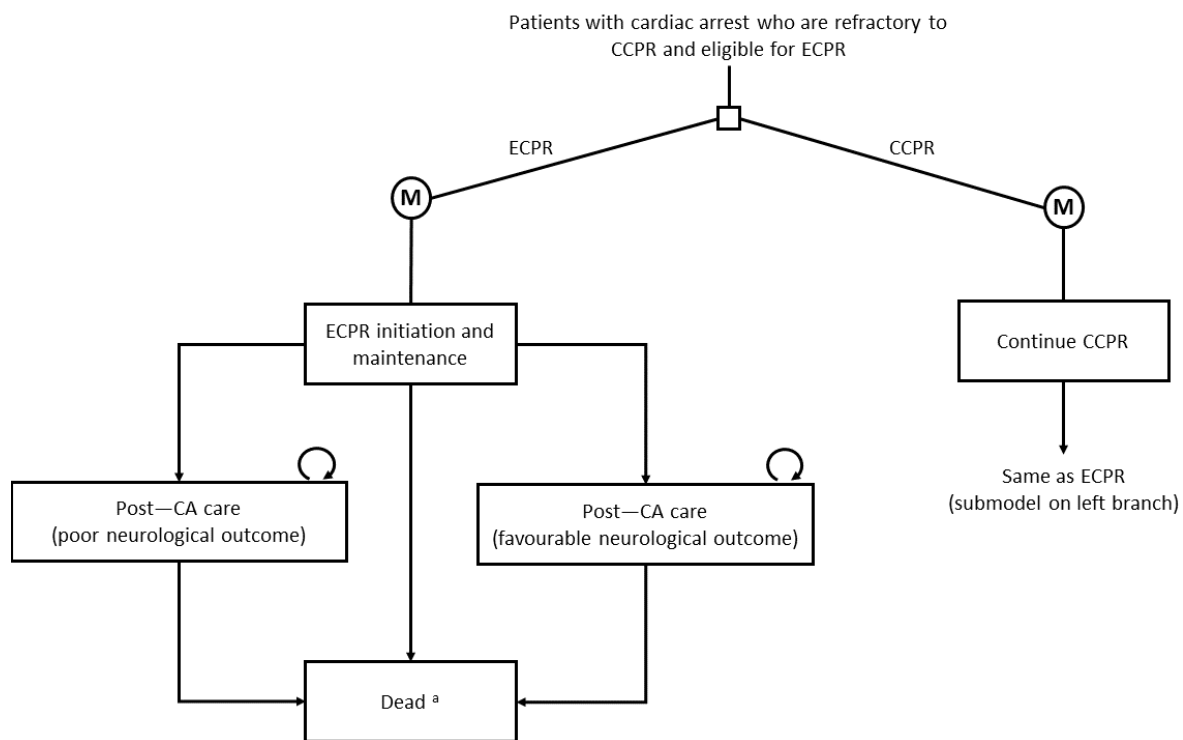 Patients with cardiac arrest who are refractory to
CCPR and eligible for ECPR
ECPR
CCPR
M
M
ECPR initiation and
maintenance
Continue CCPR
Post—CA care
(poor neurological outcome)
Post—CA care
(favourable neurological outcome)
Same as ECPR
(submodel on left branch)
Dead ᵃ